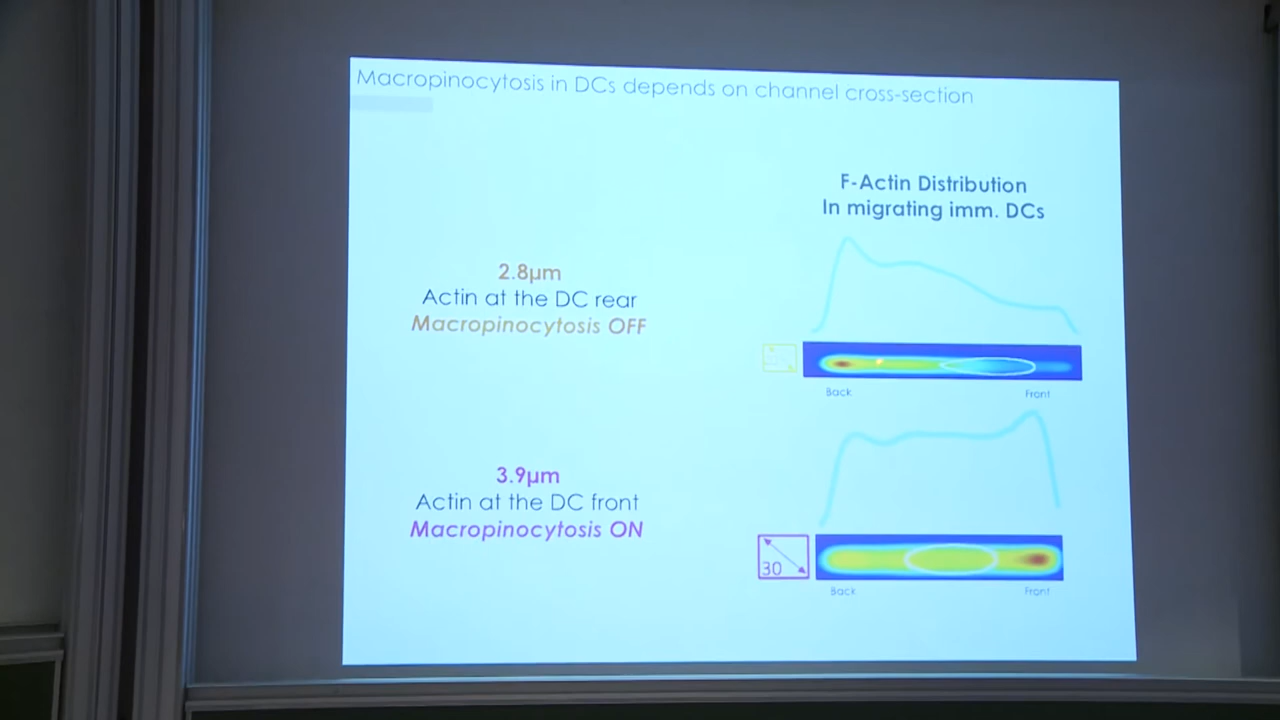 Macropinocytosis in DCs depends on channel cross-section
F-Actin Distribution
In migrating imm. DCs
2.8µm
Actin at the DC rear
Macropinocytosis OFF
Back
Front
3.9µm
Actin at the DC front
Macropinocytosis ON
30
Back
Front